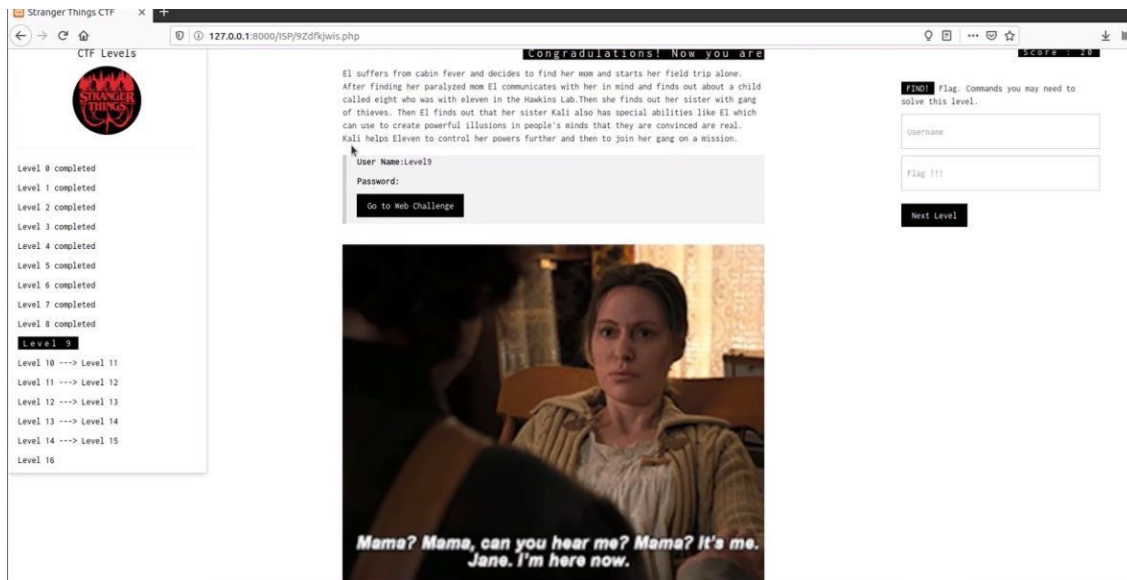 Stranger Things CTF
127.0.0.1:8000/ISP/9Zdfkjwis.php
CTF Levels
STRANGER
THINGS
Level 0 completed
Level 1 completed
Level 2 completed
Level 3 completed
Level 4 completed
Level 5 completed
Level 6 completed
Level 7 completed
Level 8 completed
Level 9
Level 10 ---> Level 11
Level 11 ---> Level 12
Level 12 ---> Level 13
Level 13 ---> Level 14
Level 14 ---> Level 15
Level 16
Congradulations! Now you are
El suffers from cabin fever and decides to find her mom and starts her field trip alone.
After finding her paralyzed mom El communicates with her in mind and finds out about a child
called eight who was with eleven in the Hawkins Lab.Then she finds out her sister with gang
of thieves. Then El finds out that her sister Kali also has special abilities like El which
can use to create powerful illusions in people's minds that they are convinced are real.
Kali helps Eleven to control her powers further and then to join her gang on a mission.
User Name:Level9
Password:
Go to Web Challenge
Mama? Mama, can you hear me? Mama? It's me.
Jane. I'm here now.
Score : 20
FIND! Flag. Commands you may need to
solve this level.
Username
Flag !!!
Next Level